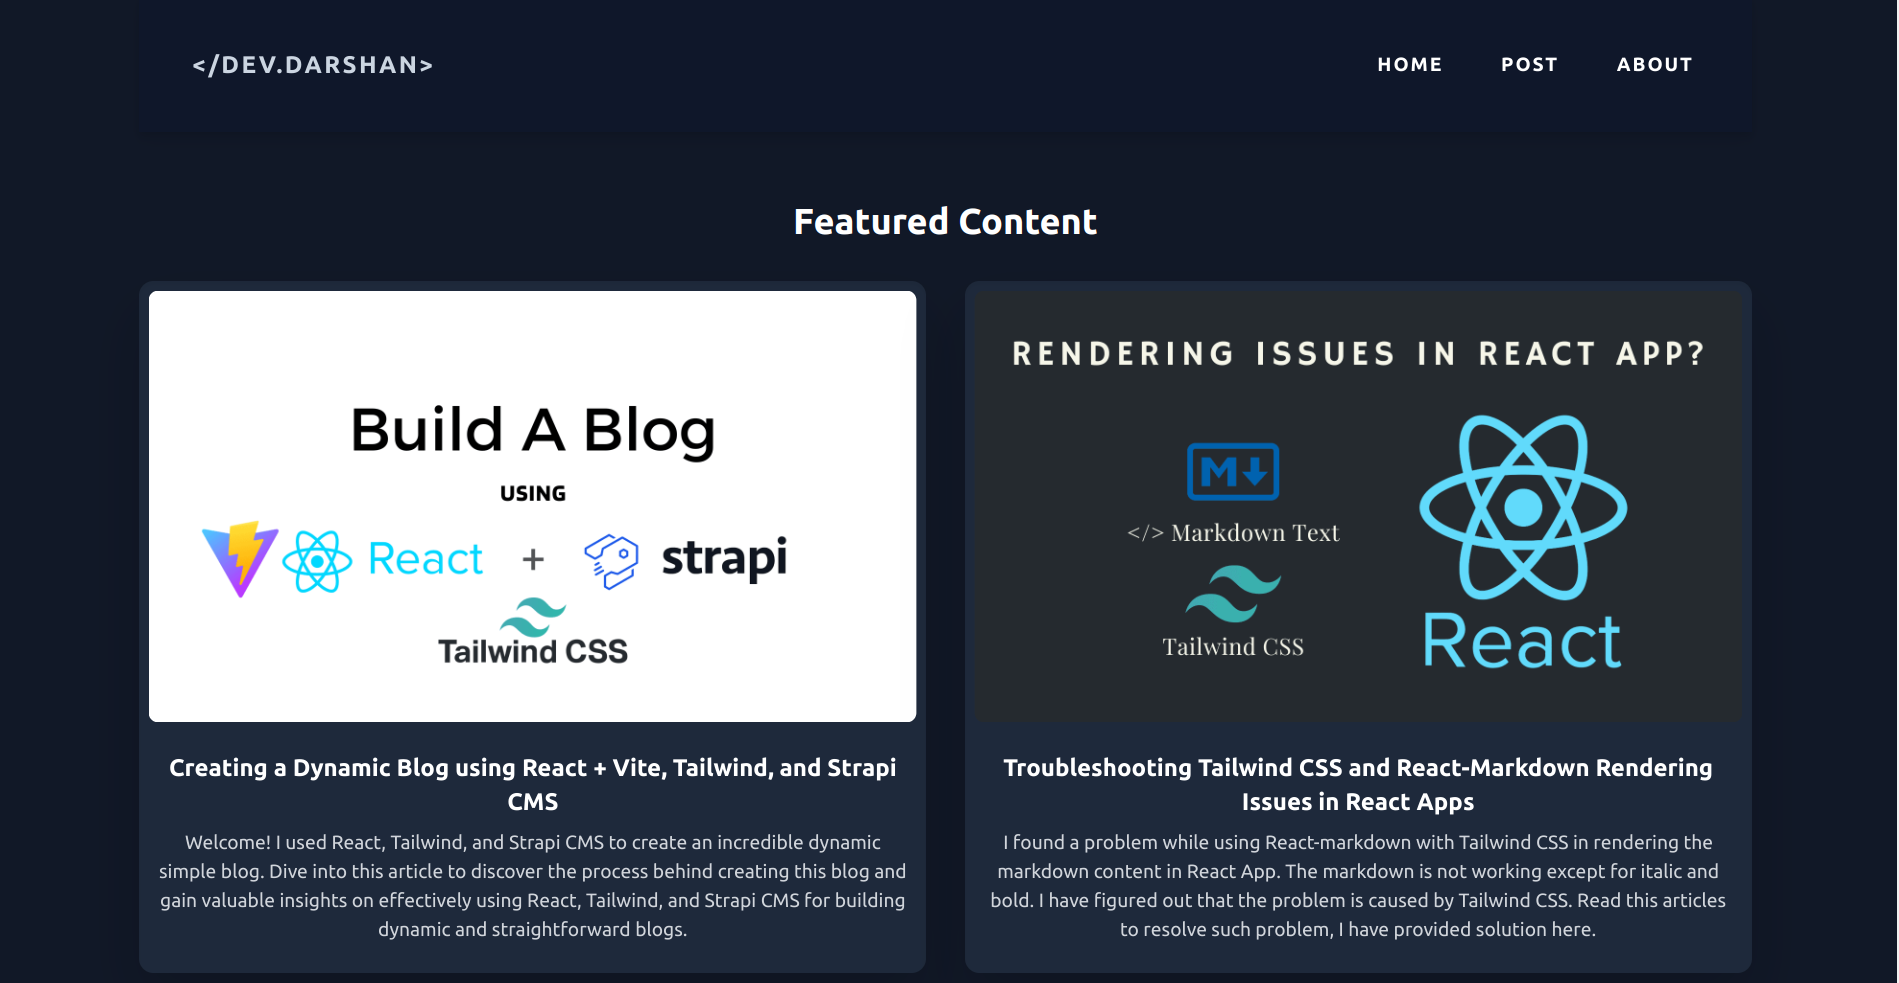 </DEV.DARSHAN>
HOME POST ABOUT
Featured Content
Build A Blog
USING
React + strapi
Tailwind CSS
Creating a Dynamic Blog using React + Vite, Tailwind, and Strapi
CMS
Welcome! I used React, Tailwind, and Strapi CMS to create an incredible dynamic
simple blog. Dive into this article to discover the process behind creating this blog and
gain valuable insights on effectively using React, Tailwind, and Strapi CMS for building
dynamic and straightforward blogs.
RENDERING ISSUES IN REACT APP?
M
</> Markdown Text
Tailwind CSS
React
Troubleshooting Tailwind CSS and React-Markdown Rendering
Issues in React Apps
I found a problem while using React-markdown with Tailwind CSS in rendering the
markdown content in React App. The markdown is not working except for italic and
bold. I have figured out that the problem is caused by Tailwind CSS. Read this articles
to resolve such problem, I have provided solution here.